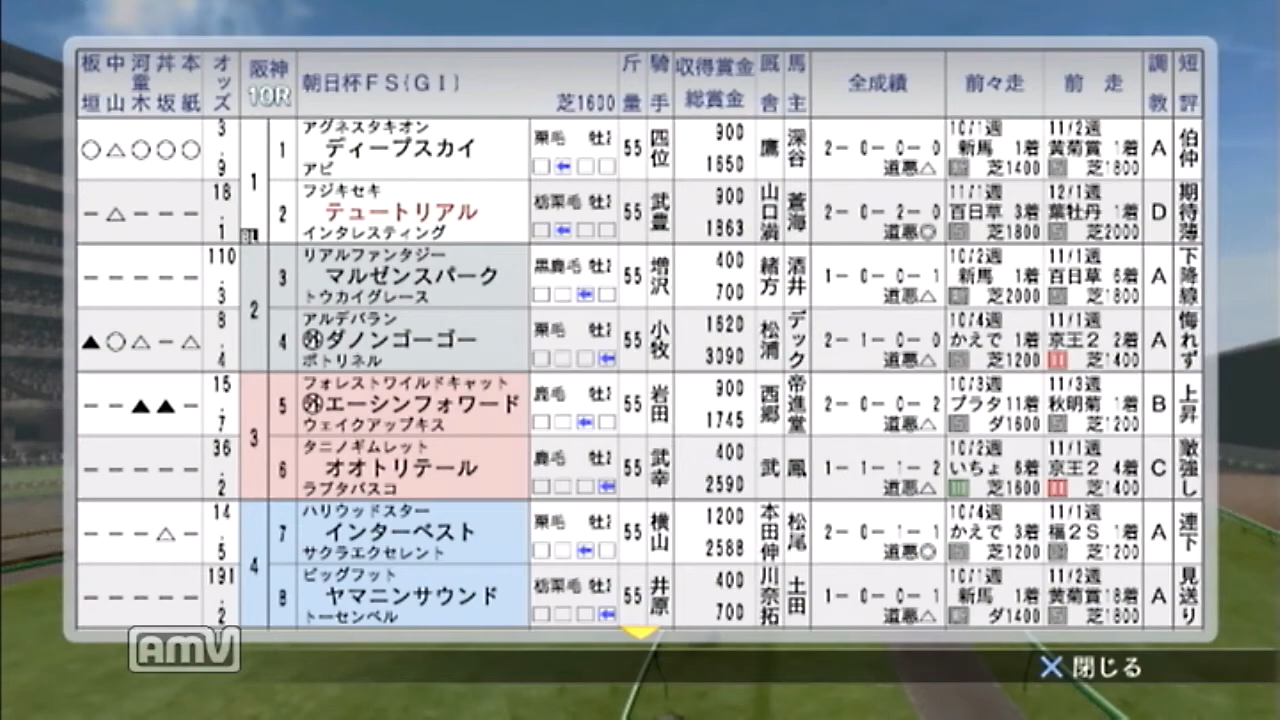 板垣 中山 河童木 丼坂 本紙 オッズ 阪神10R 朝日杯FS(GI) 芝1600 斤量 騎手 収得賞金 総賞金 厩舎 馬主 全成績 前々走 前走 調教 短評
○△○○○ 3.9 1 1 アグネスタキオン ディープスカイ アビ 栗毛 牡2 55 四位 900 1650 鷹 深谷 2-0-0-0 道悪△ 10/1週 新馬 1着 芝1400 11/2週 黄菊賞 1着 芝1800 A 伯仲
-△--- 18.1 2 フジキセキ テュートリアル インタレスティング 栃栗毛 牡2 55 武豊 900 1863 山口満 蒼海 2-0-2-0 道悪◎ 11/1週 百日草 3着 芝1800 12/1週 葉牡丹 1着 芝2000 D 期待薄
----- 110.3 2 3 リアルファンタジー マルゼンスパーク トウカイグレース 黒鹿毛 牡2 55 増沢 400 700 緒方 酒井 1-0-0-1 道悪△ 10/2週 新馬 1着 芝2000 11/1週 百日草 6着 芝1800 A 下降線
▲○△-△ 8.4 4 アルデバラン ㊕ダノンゴーゴー ポトリネル 栗毛 牡2 55 小牧 1620 3090 松浦 デック 2-1-0-0 道悪△ 10/4週 かえで 1着 芝1200 11/1週 京王2 2着 III 芝1400 A 侮れず
--▲▲- 15.7 3 5 フォレストワイルドキャット エーシンフォワード ウェイクアップキス 鹿毛 牡2 55 岩田 900 1745 西郷 帝進堂 2-0-0-2 道悪△ 10/3週 プラタ 11着 ダ1600 11/3週 秋明菊 1着 芝1200 B 上昇
----- 36.2 6 タニノギムレット オオトリテール ラプタバスコ 鹿毛 牡2 55 武幸 400 2590 武 鳳 1-1-1-2 道悪△ 10/2週 いちょ 6着 III 芝1600 11/1週 京王2 4着 III 芝1400 C 敵強し
---△- 14.5 4 7 ハリウッドスター インターベスト サクラエクセレント 栗毛 牡2 55 横山 1200 2588 本田伸 松尾 2-0-1-1 道悪◎ 10/4週 かえで 3着 芝1200 11/1週 福2S 1着 芝1200 A 連下
----- 191.2 8 ビッグフット ヤマニンサウンド トーセンベル 栃栗毛 牡2 55 井原 400 700 川奈拓 土田 1-0-0-1 道悪△ 10/1週 新馬 1着 ダ1400 11/2週 黄菊賞 18着 芝1800 A 見送り
AMV
閉じる